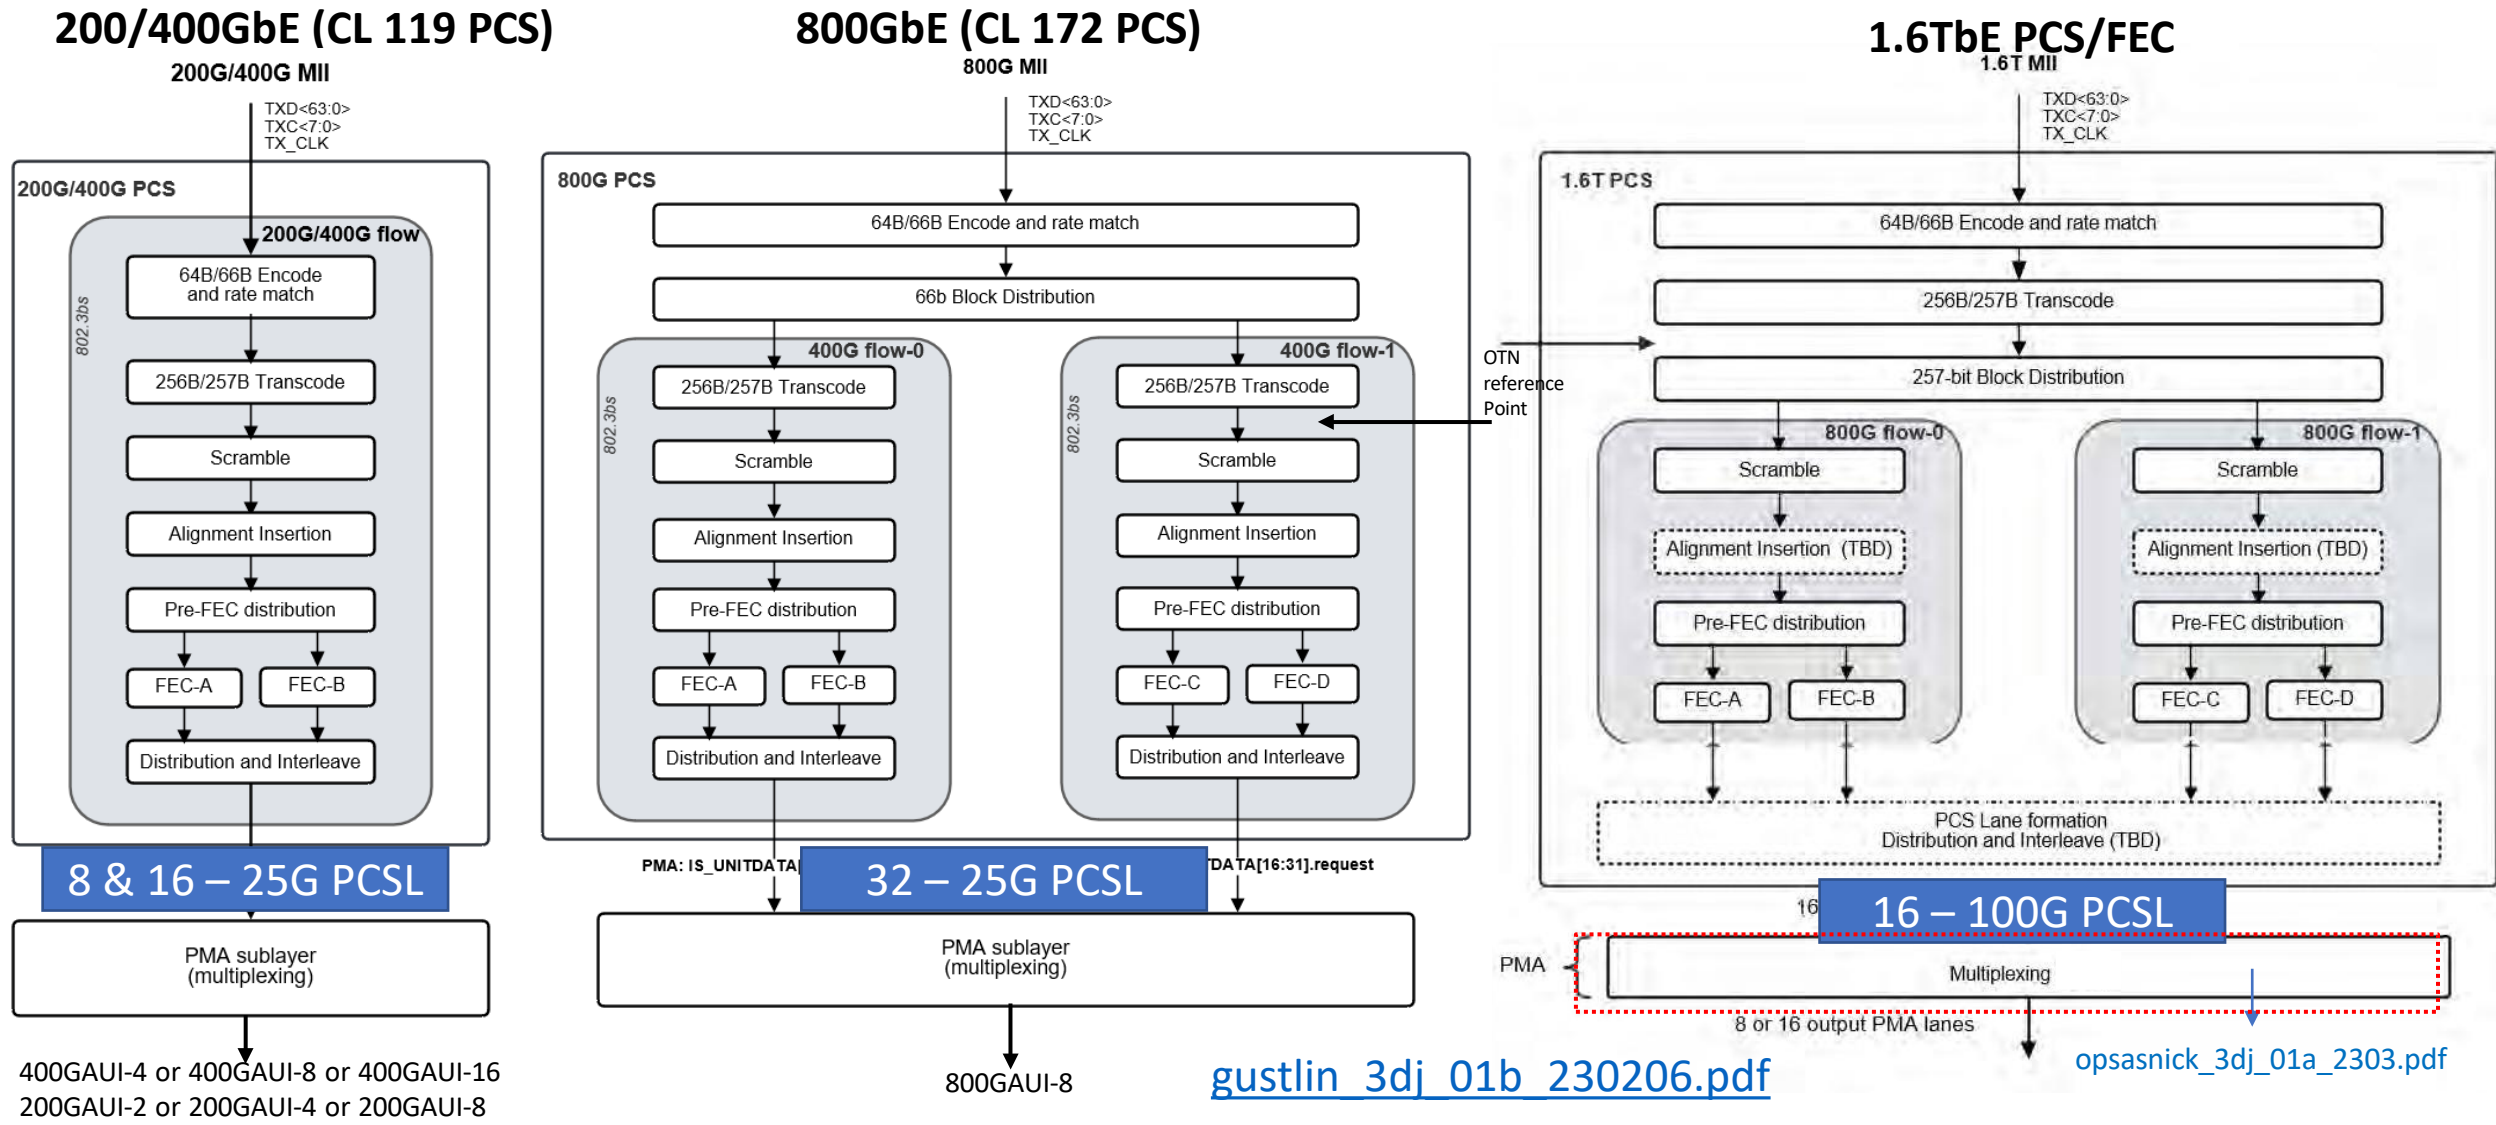 200/400GbE (CL 119 PCS)
200G/400G MII
TXD<63:0>
TXC<7:0>
TX_CLK
200G/400G PCS
200G/400G flow
802.3bs
64B/66B Encode
and rate match
256B/257B Transcode
Scramble
Alignment Insertion
Pre-FEC distribution
FEC-A
FEC-B
Distribution and Interleave
8 & 16 – 25G PCSL
PMA sublayer
(multiplexing)
400GAUI-4 or 400GAUI-8 or 400GAUI-16
200GAUI-2 or 200GAUI-4 or 200GAUI-8
800GbE (CL 172 PCS)
800G MII
TXD<63:0>
TXC<7:0>
TX_CLK
800G PCS
64B/66B Encode and rate match
66b Block Distribution
400G flow-0
802.3bs
256B/257B Transcode
Scramble
Alignment Insertion
Pre-FEC distribution
FEC-A
FEC-B
Distribution and Interleave
400G flow-1
802.3bs
256B/257B Transcode
Scramble
Alignment Insertion
Pre-FEC distribution
FEC-C
FEC-D
Distribution and Interleave
PMA: IS_UNITDATA
32 – 25G PCSL
DATA[16:31].request
PMA sublayer
(multiplexing)
800GAUI-8
gustlin_3dj_01b_230206.pdf
OTN
reference
Point
1.6TbE PCS/FEC
1.6T MII
TXD<63:0>
TXC<7:0>
TX_CLK
1.6T PCS
64B/66B Encode and rate match
256B/257B Transcode
257-bit Block Distribution
800G flow-0
Scramble
Alignment Insertion (TBD)
Pre-FEC distribution
FEC-A
FEC-B
800G flow-1
Scramble
Alignment Insertion (TBD)
Pre-FEC distribution
FEC-C
FEC-D
PCS Lane formation
Distribution and Interleave (TBD)
16
16 – 100G PCSL
PMA
Multiplexing
8 or 16 output PMA lanes
opsasnick_3dj_01a_2303.pdf